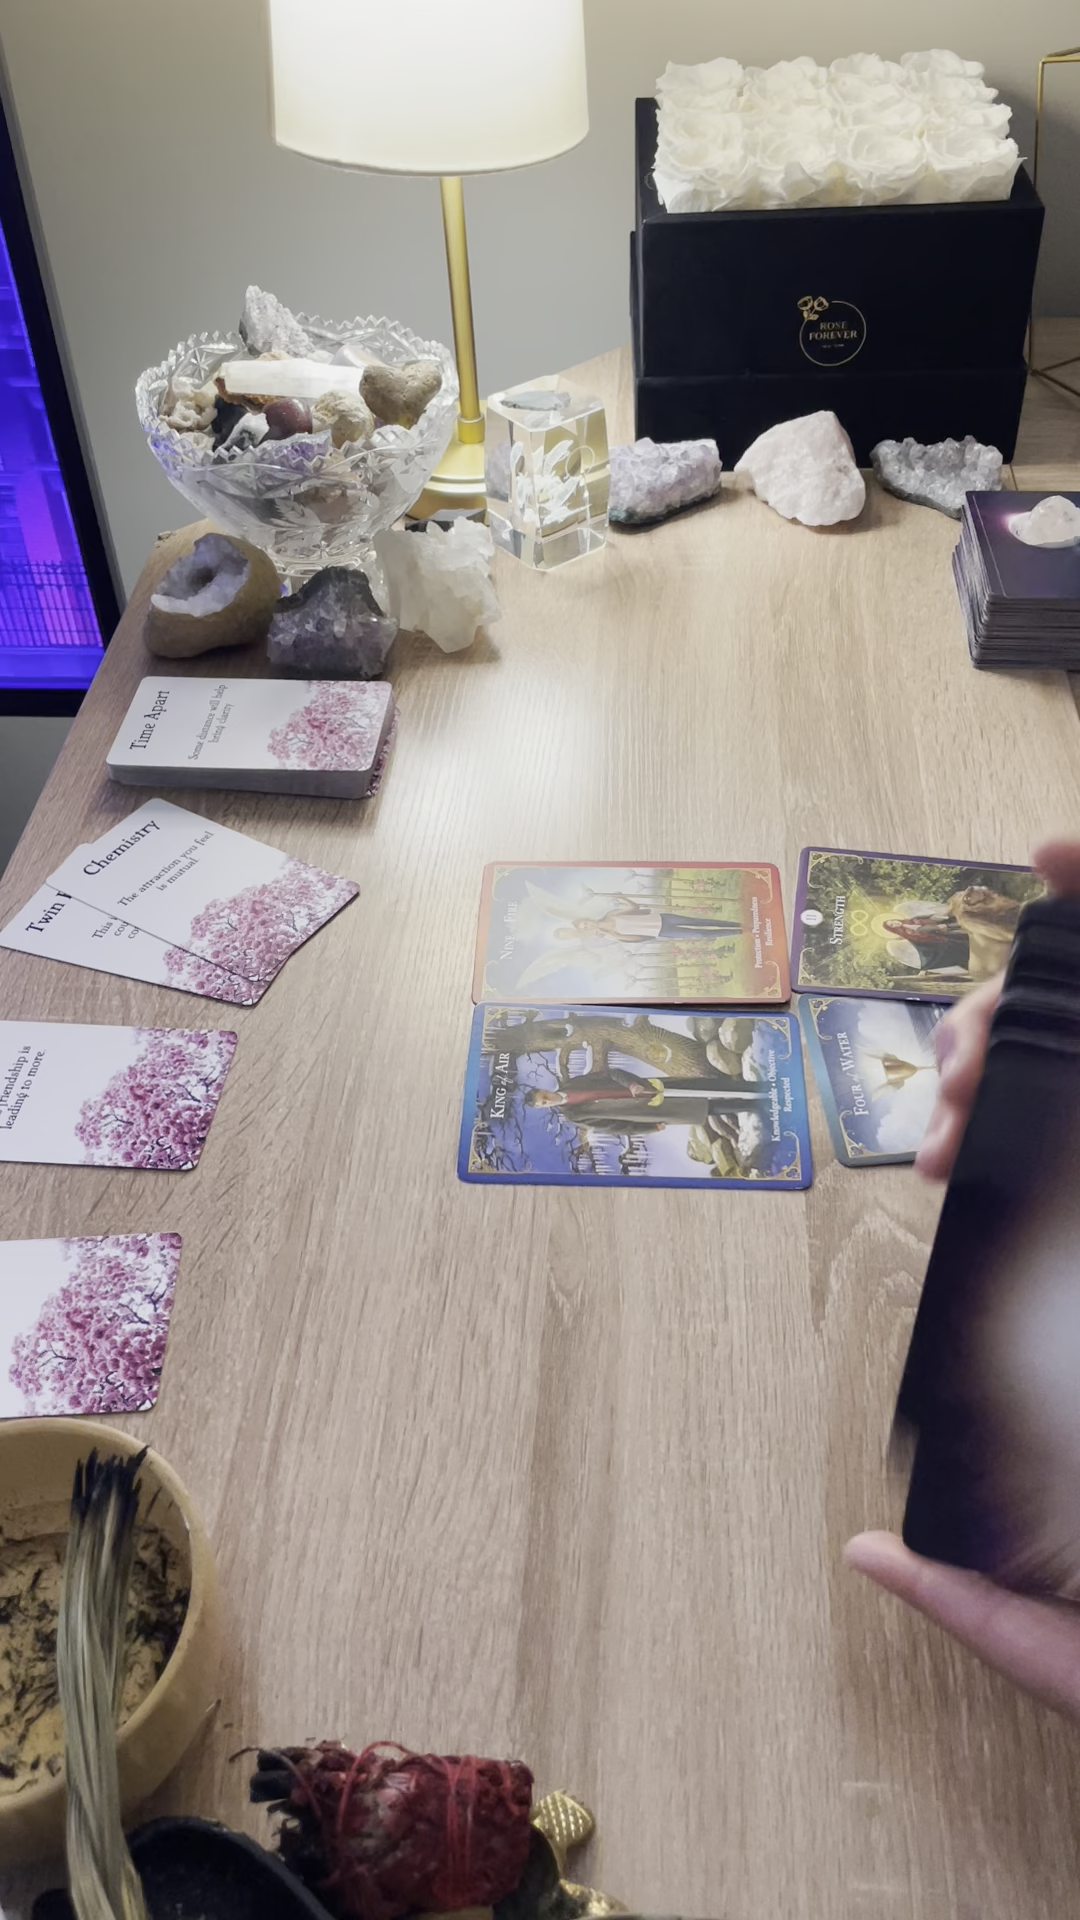 ROSE
FOREVER
Time Apart
Some distance will help
bring clarity
Chemistry
The attraction you feel
is mutual.
Twin
This
friendship is
leading to more.
NINE of FIRE
Protection • Preparedness
Resilience
11
STRENGTH
KING of AIR
Knowledgeable • Objective
Respected
FOUR of WATER